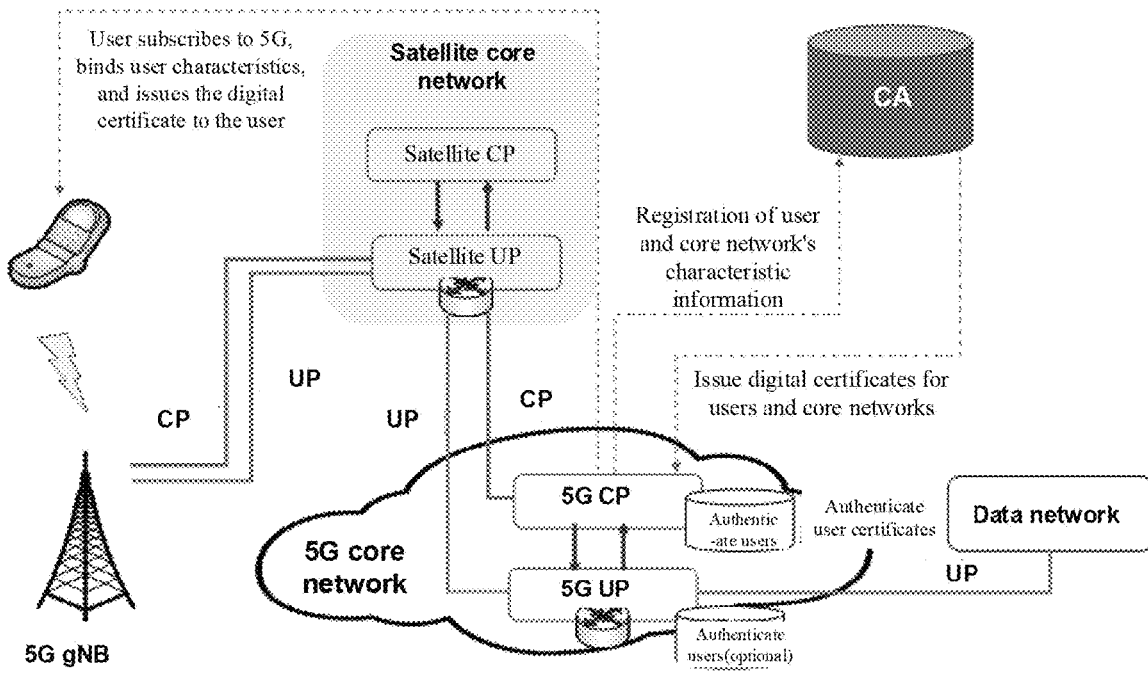 User subscribes to 5G,
binds user characteristics,
and issues the digital
certificate to the user
Satellite core
network
Satellite CP
Satellite UP
CA
Registration of user
and core network's
characteristic
information
Issue digital certificates for
users and core networks
UP
CP
UP
CP
5G CP
Authentic
-ate users
Authenticate
user certificates
Data network
5G core
network
5G UP
UP
Authenticate
users(optional)
5G gNB